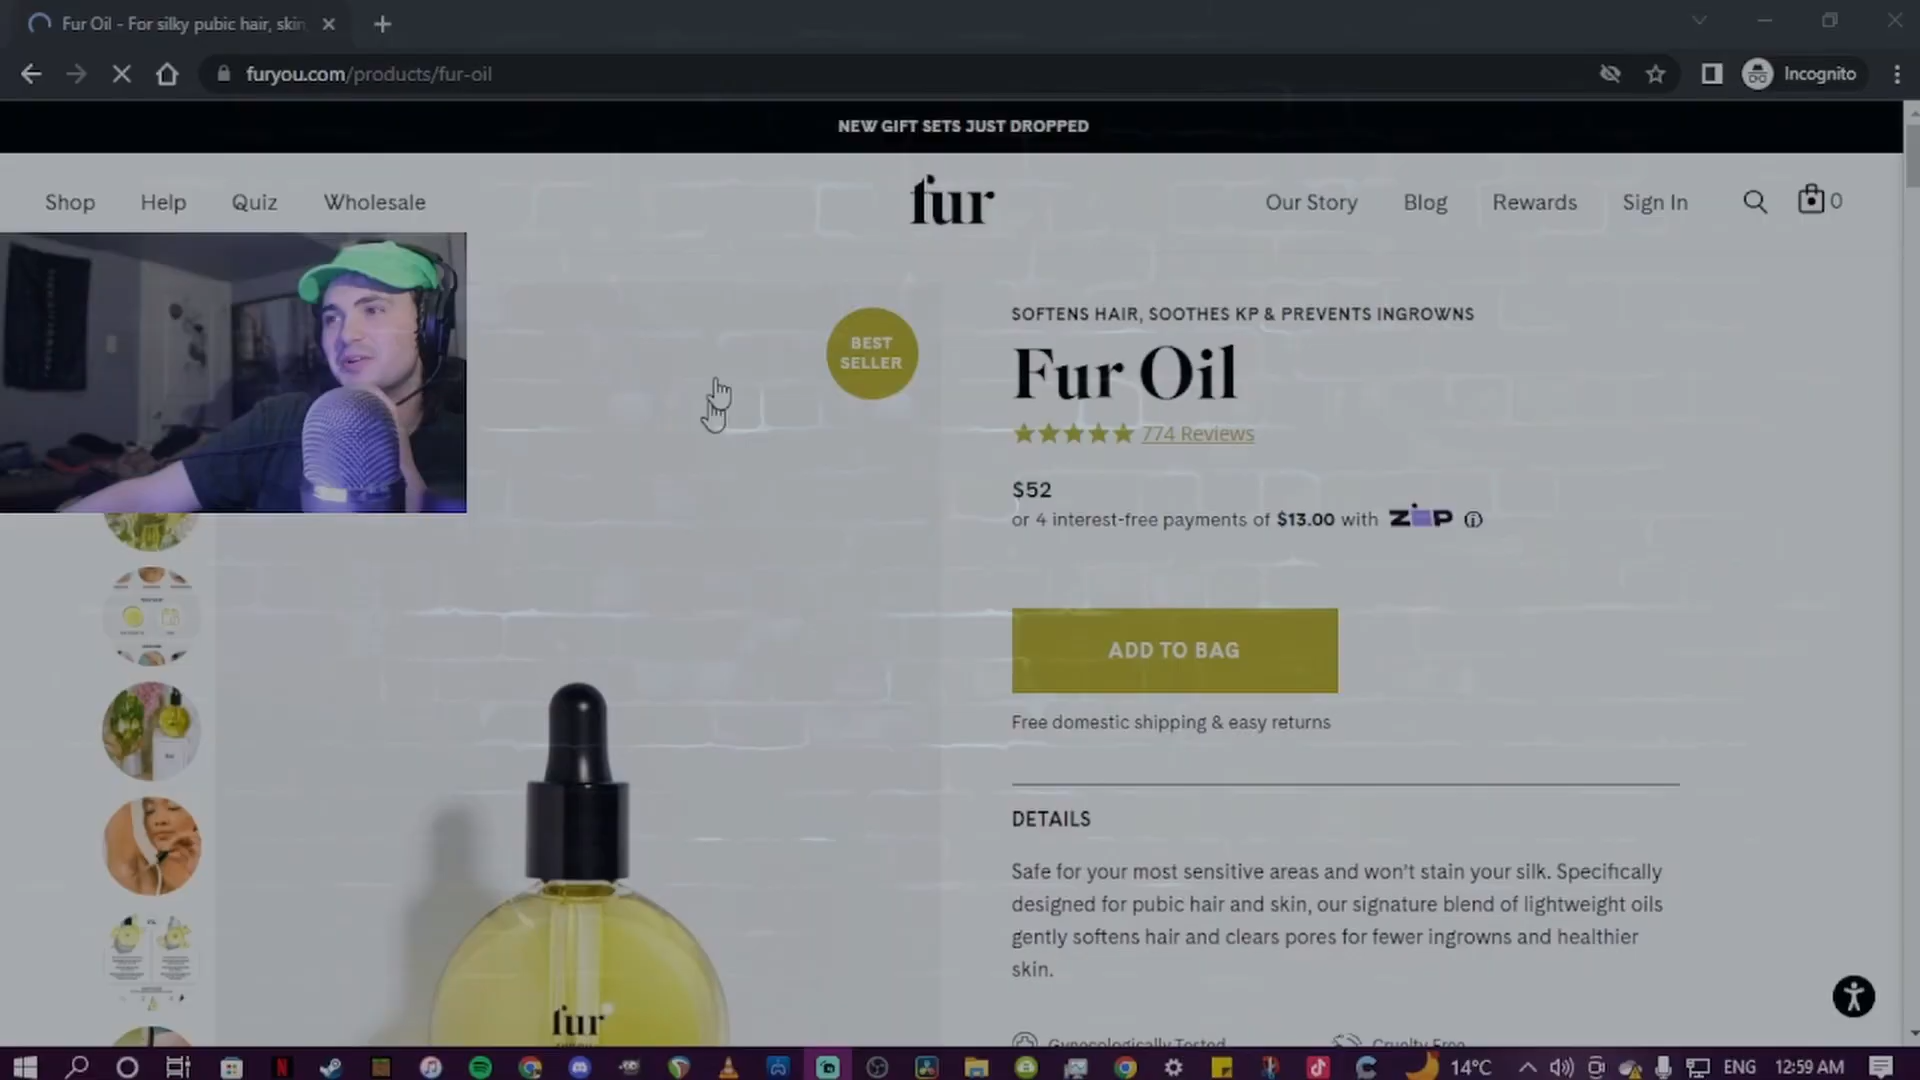 Fur Oil - For silky pubic hair, skin
furyou.com/products/fur-oil
Incognito
NEW GIFT SETS JUST DROPPED
Shop Help Quiz Wholesale
fur
Our Story Blog Rewards Sign In 0
BEST
SELLER
SOFTENS HAIR, SOOTHES KP & PREVENTS INGROWNS
Fur Oil
774 Reviews
$52
or 4 interest-free payments of $13.00 with ZIP
ADD TO BAG
Free domestic shipping & easy returns
DETAILS
Safe for your most sensitive areas and won't stain your silk. Specifically
designed for pubic hair and skin, our signature blend of lightweight oils
gently softens hair and clears pores for fewer ingrowns and healthier
skin.
Gynecologically Tested
Cruelty Free
fur
14°C
ENG
12:59 AM